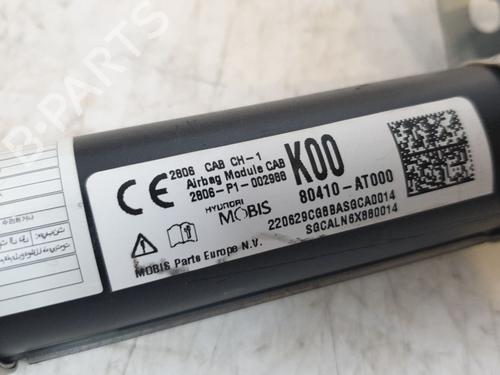 B-PARTS
CE 2806 CAB CH-1
Airbag Module CAB
2806-P1-002988
K00
80410-AT000
HYUNDAI
MOBIS
220629CGBBASGCA0014
SGCALN6X880014
MOBIS Parts Europe N.V.